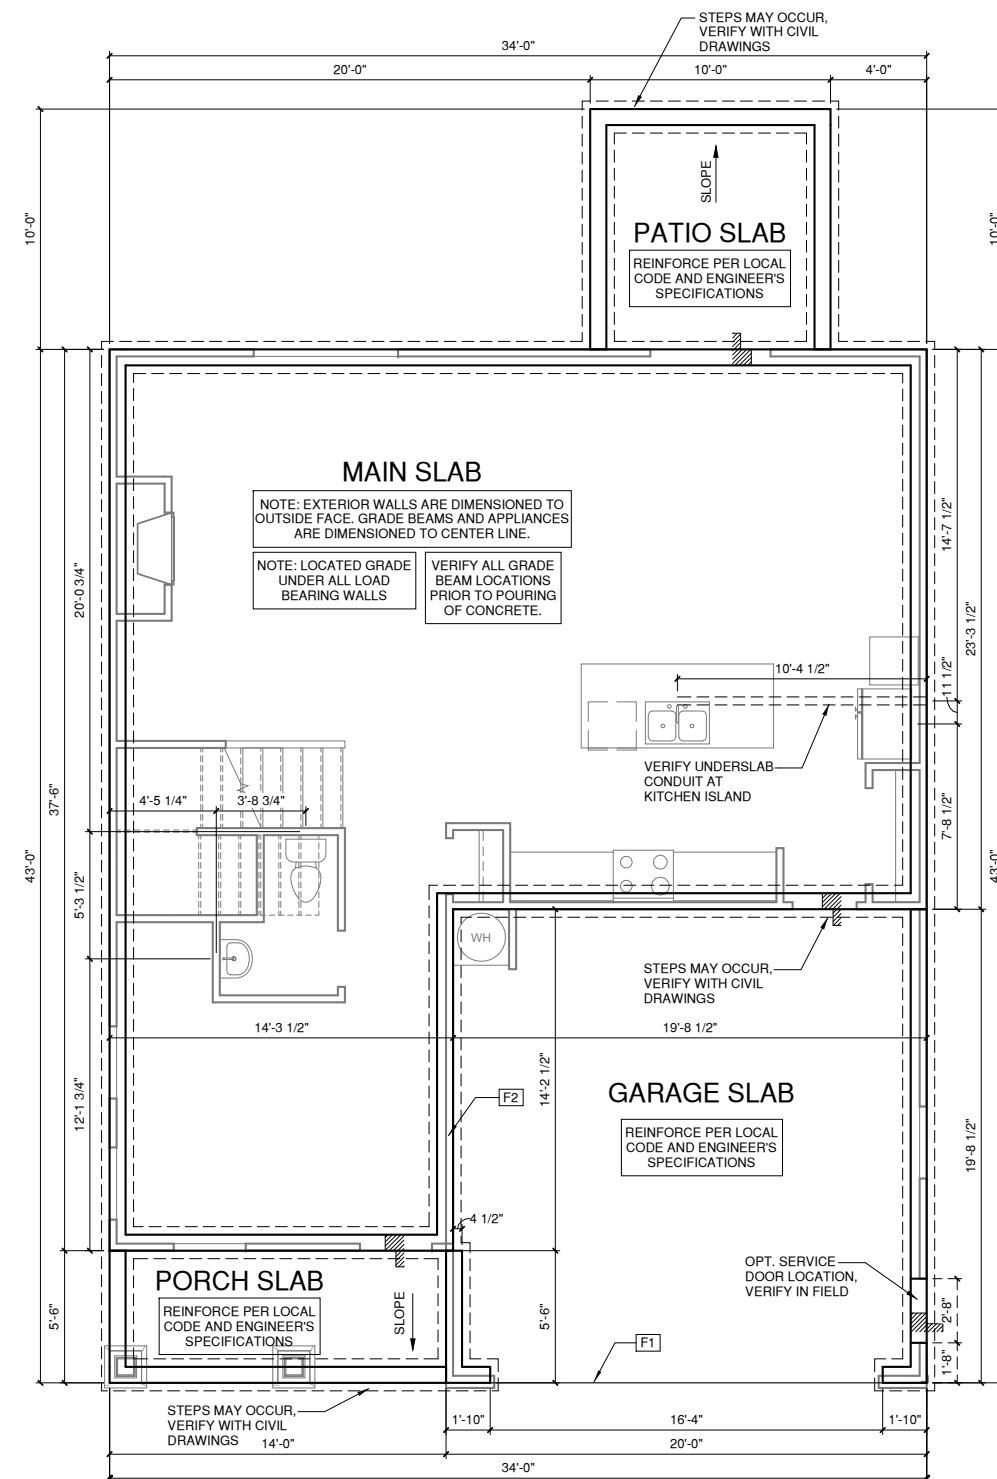 STEPS MAY OCCUR,
VERIFY WITH CIVIL
DRAWINGS
34'-0"
20'-0"
10'-0"
4'-0"
10'-0"
10'-0"
SLOPE
PATIO SLAB
REINFORCE PER LOCAL
CODE AND ENGINEER'S
SPECIFICATIONS
MAIN SLAB
NOTE: EXTERIOR WALLS ARE DIMENSIONED TO
OUTSIDE FACE. GRADE BEAMS AND APPLIANCES
ARE DIMENSIONED TO CENTER LINE.
NOTE: LOCATED GRADE
UNDER ALL LOAD
BEARING WALLS
VERIFY ALL GRADE
BEAM LOCATIONS
PRIOR TO POURING
OF CONCRETE.
14'-7 1/2"
20'-0 3/4"
23'-3 1/2"
10'-4 1/2"
11 1/2"
VERIFY UNDERSLAB
CONDUIT AT
KITCHEN ISLAND
4'-5 1/4"
3'-8 3/4"
37'-6"
7'-8 1/2"
43'-0"
43'-0"
5'-3 1/2"
WH
STEPS MAY OCCUR,
VERIFY WITH CIVIL
DRAWINGS
14'-3 1/2"
19'-8 1/2"
12'-1 3/4"
14'-2 1/2"
F2
GARAGE SLAB
REINFORCE PER LOCAL
CODE AND ENGINEER'S
SPECIFICATIONS
19'-8 1/2"
4 1/2"
OPT. SERVICE
DOOR LOCATION,
VERIFY IN FIELD
PORCH SLAB
REINFORCE PER LOCAL
CODE AND ENGINEER'S
SPECIFICATIONS
SLOPE
5'-6"
5'-6"
2'-8"
F1
1'-8"
STEPS MAY OCCUR,
VERIFY WITH CIVIL
DRAWINGS
1'-10"
16'-4"
1'-10"
14'-0"
20'-0"
34'-0"